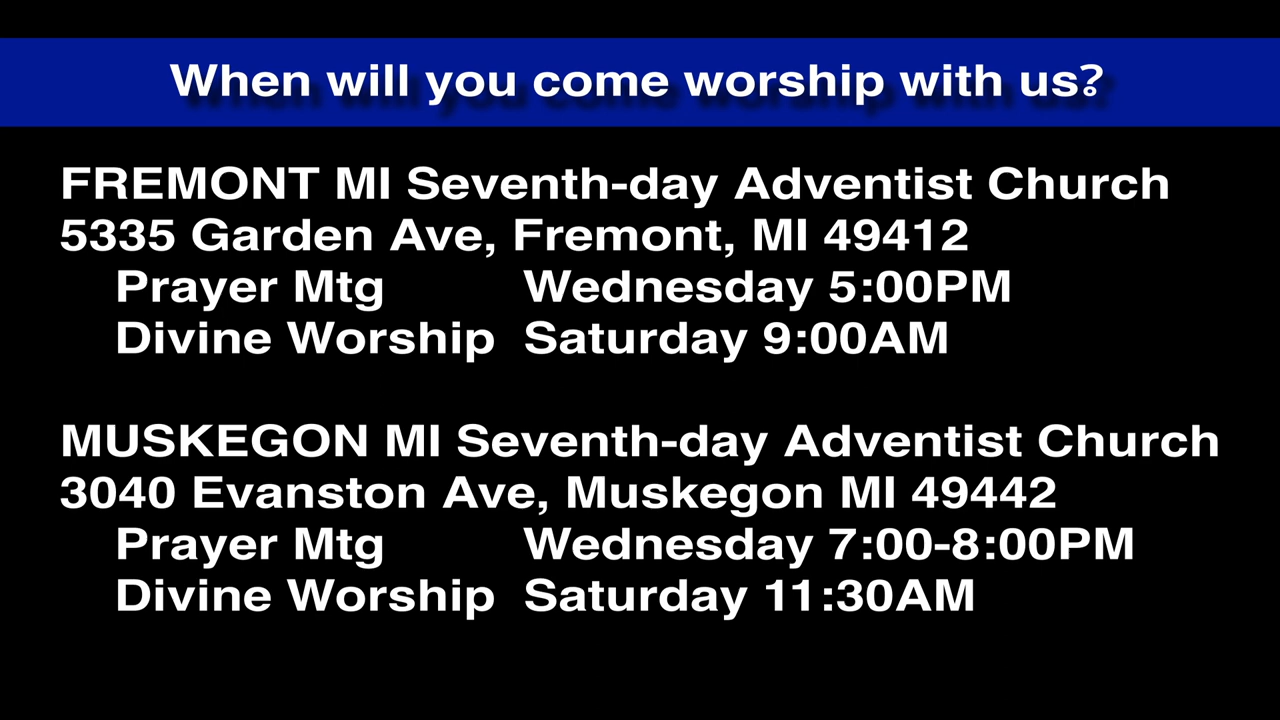 When will you come worship with us?
FREMONT MI Seventh-day Adventist Church
5335 Garden Ave, Fremont, MI 49412
Prayer Mtg Wednesday 5:00PM
Divine Worship Saturday 9:00AM
MUSKEGON MI Seventh-day Adventist Church
3040 Evanston Ave, Muskegon MI 49442
Prayer Mtg Wednesday 7:00-8:00PM
Divine Worship Saturday 11:30AM